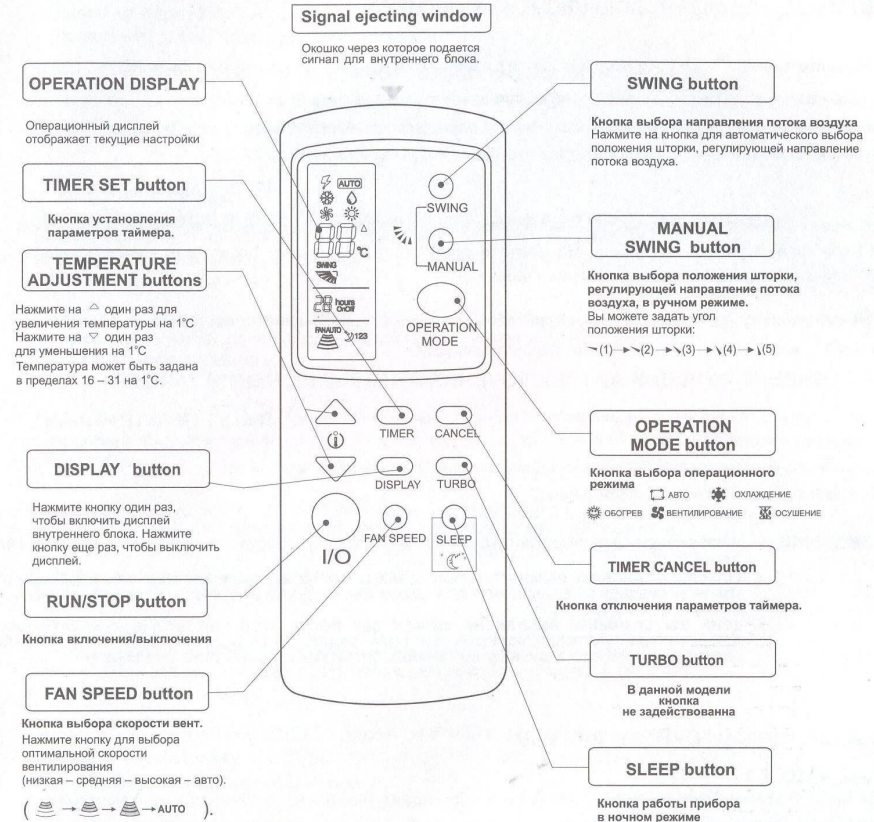 Signal ejecting window
Окошко через которое подается
сигнал для внутреннего блока.
OPERATION DISPLAY
Операционный дисплей
отображает текущие настройки
TIMER SET button
Кнопка установления
параметров таймера.
TEMPERATURE
ADJUSTMENT buttons
Нажмите на △ один раз для
увеличения температуры на 1°C
Нажмите на ▽ один раз
для уменьшения на 1°C
Температура может быть задана
в пределах 16 – 31 на 1°C.
DISPLAY button
Нажмите кнопку один раз,
чтобы включить дисплей
внутреннего блока. Нажмите
кнопку еще раз, чтобы выключить
дисплей.
RUN/STOP button
Кнопка включения/выключения
FAN SPEED button
Кнопка выбора скорости вент.
Нажмите кнопку для выбора
оптимальной скорости
вентилирования
(низкая – средняя – высокая – авто).
( → → → AUTO ).
AUTO
88 °C
SWING
28 hours
OnOff
FANAUTO
123
SWING
MANUAL
OPERATION
MODE
TIMER
CANCEL
DISPLAY
TURBO
I/O
FAN SPEED
SLEEP
SWING button
Кнопка выбора направления потока воздуха
Нажмите на кнопка для автоматического выбора
положения шторки, регулирующей направление
потока воздуха.
MANUAL
SWING button
Кнопка выбора положения шторки,
регулирующей направление потока
воздуха, в ручном режиме.
Вы можете задать угол
положения шторки:
(1)→(2)→(3)→(4)→(5)
OPERATION
MODE button
Кнопка выбора операционного
режима
АВТО ОХЛАЖДЕНИЕ
ОБОГРЕВ ВЕНТИЛИРОВАНИЕ ОСУШЕНИЕ
TIMER CANCEL button
Кнопка отключения параметров таймера.
TURBO button
В данной модели
кнопка
не задействованна
SLEEP button
Кнопка работы прибора
в ночном режиме